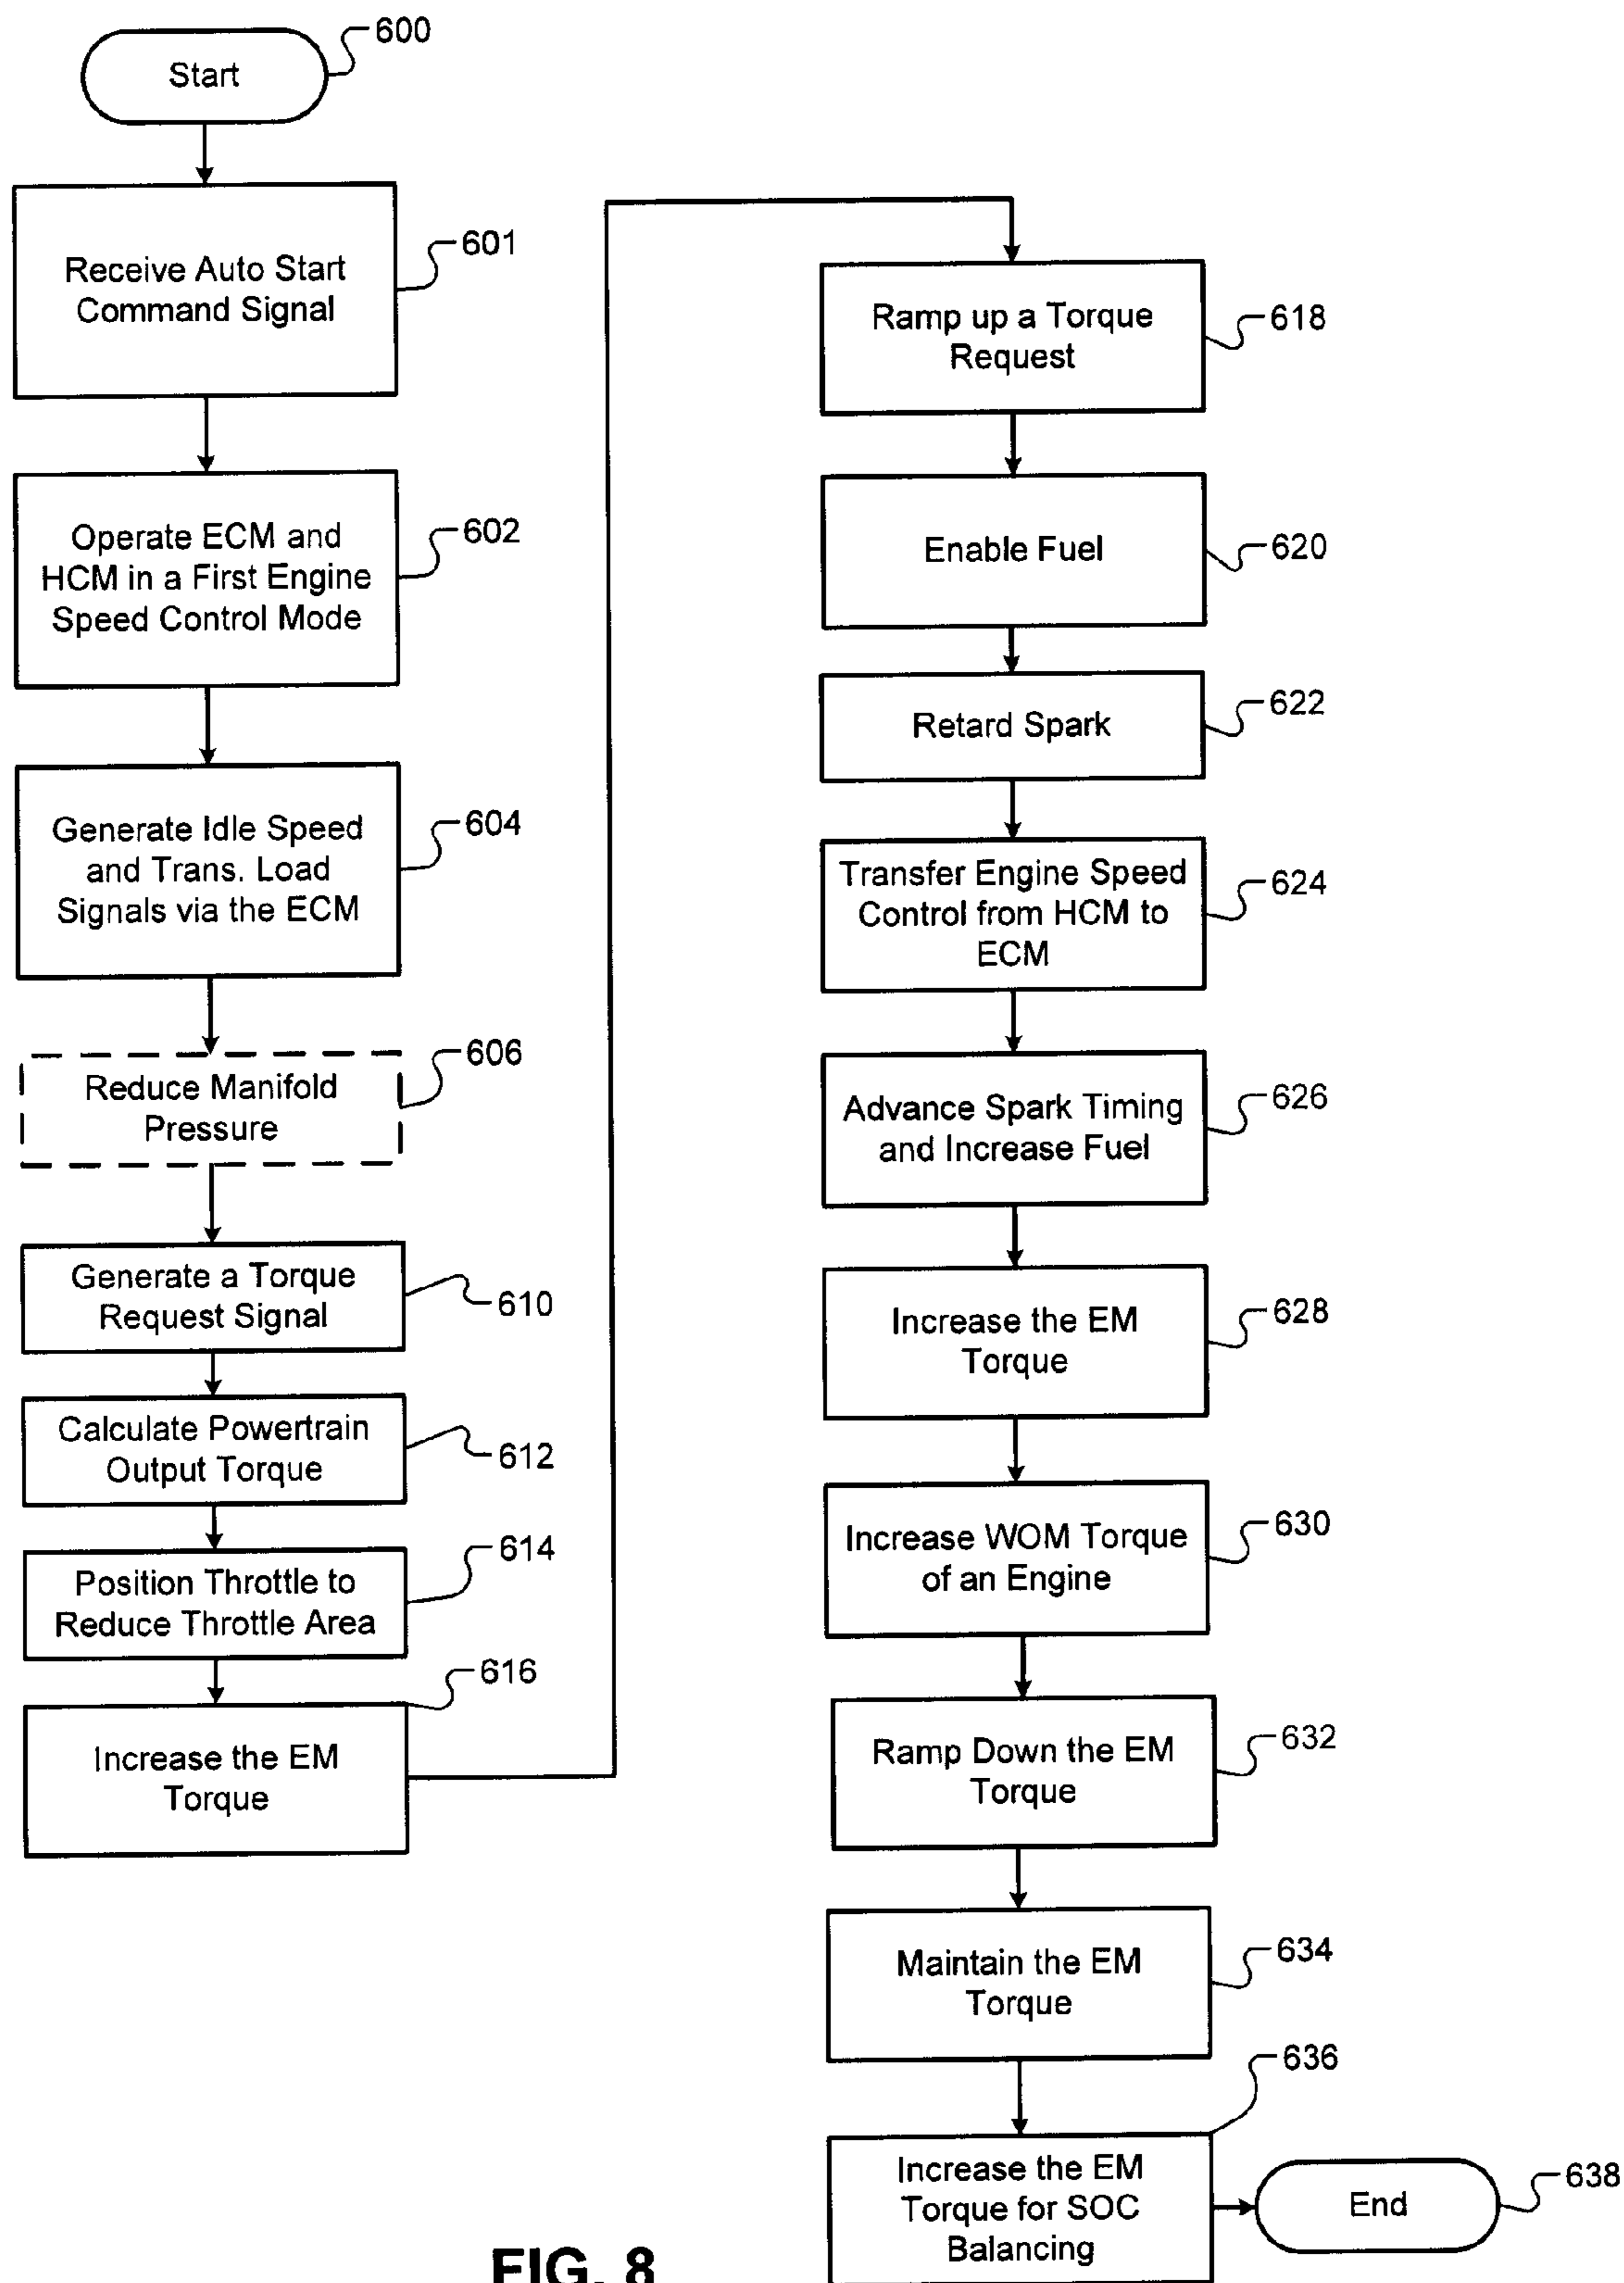 Start
600
Receive Auto Start
Command Signal
601
Operate ECM and
HCM in a First Engine
Speed Control Mode
602
Generate Idle Speed
and Trans. Load
Signals via the ECM
604
Reduce Manifold
Pressure
606
Generate a Torque
Request Signal
610
Calculate Powertrain
Output Torque
612
Position Throttle to
Reduce Throttle Area
614
Increase the EM
Torque
616
Ramp up a Torque
Request
618
Enable Fuel
620
Retard Spark
622
Transfer Engine Speed
Control from HCM to
ECM
624
Advance Spark Timing
and Increase Fuel
626
Increase the EM
Torque
628
Increase WOM Torque
of an Engine
630
Ramp Down the EM
Torque
632
Maintain the EM
Torque
634
Increase the EM
Torque for SOC
Balancing
636
End
638
FIG. 8